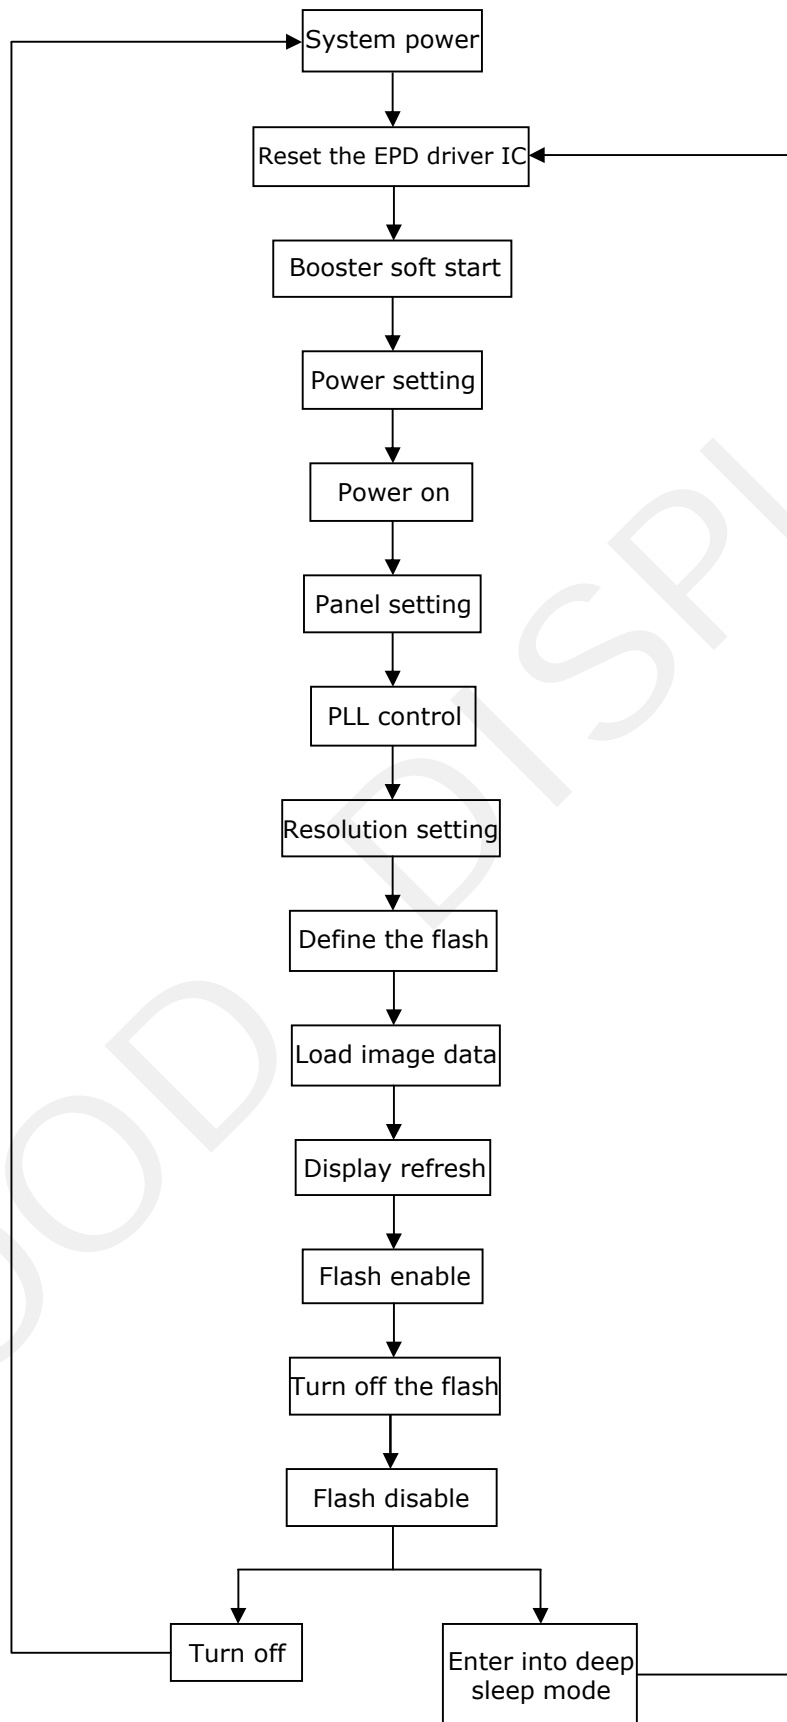 System power
Reset the EPD driver IC
Booster soft start
Power setting
Power on
Panel setting
PLL control
Resolution setting
Define the flash
Load image data
Display refresh
Flash enable
Turn off the flash
Flash disable
Turn off
Enter into deep
sleep mode
OOD DISPL